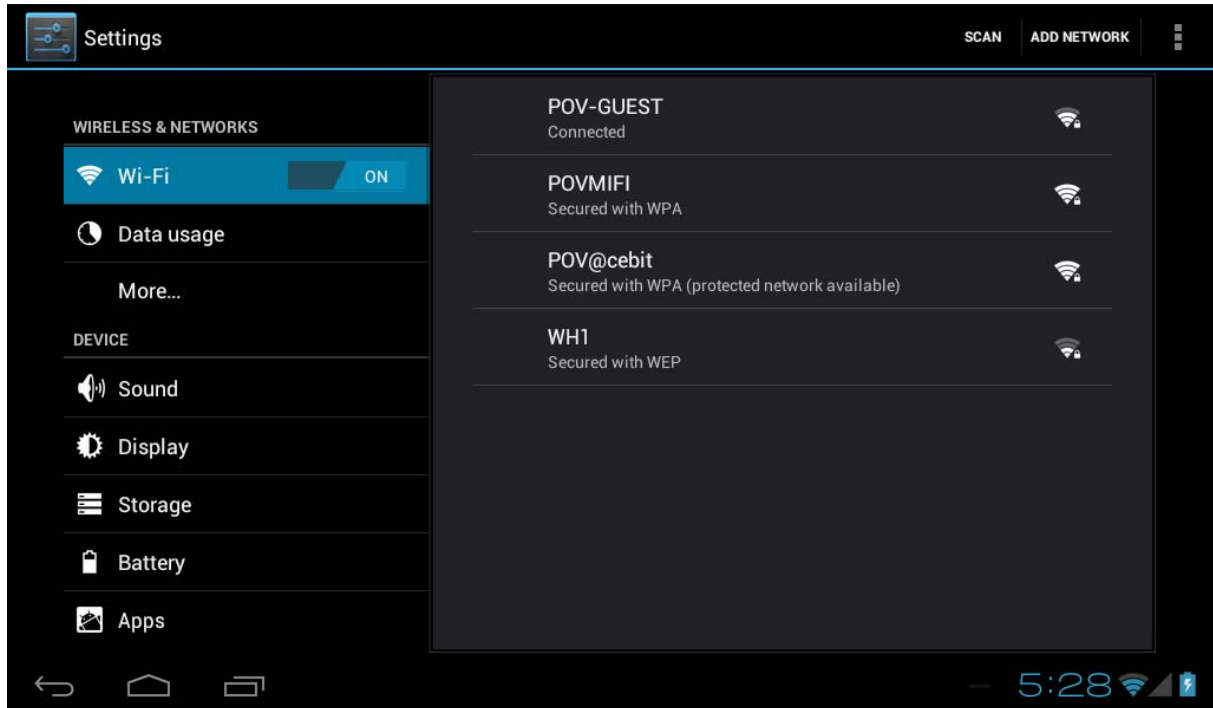 Settings
SCAN
ADD NETWORK
WIRELESS & NETWORKS
Wi-Fi
ON
Data usage
More...
DEVICE
Sound
Display
Storage
Battery
Apps
POV-GUEST
Connected
POVMIFI
Secured with WPA
POV@cebit
Secured with WPA (protected network available)
WH1
Secured with WEP
5:28